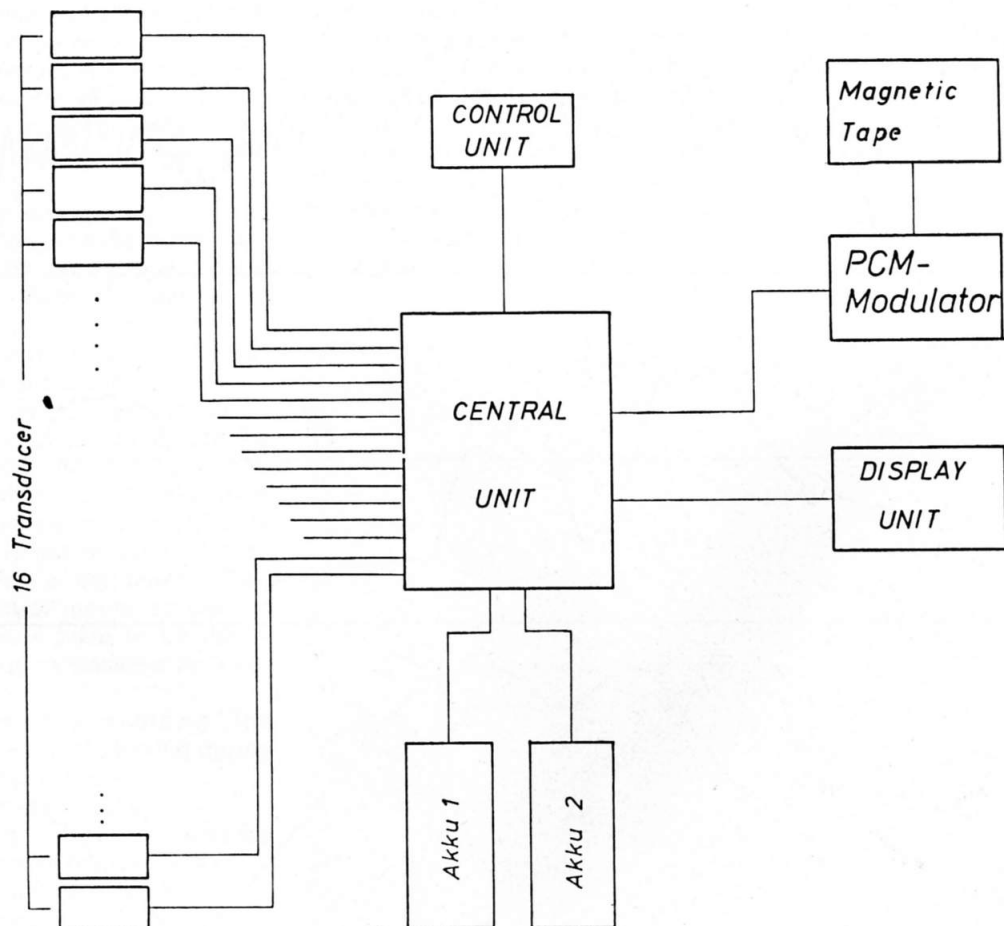 CONTROL
UNIT
Magnetic
Tape
PCM-
Modulator
CENTRAL
UNIT
DISPLAY
UNIT
16 Transducer
Akku 1
Akku 2